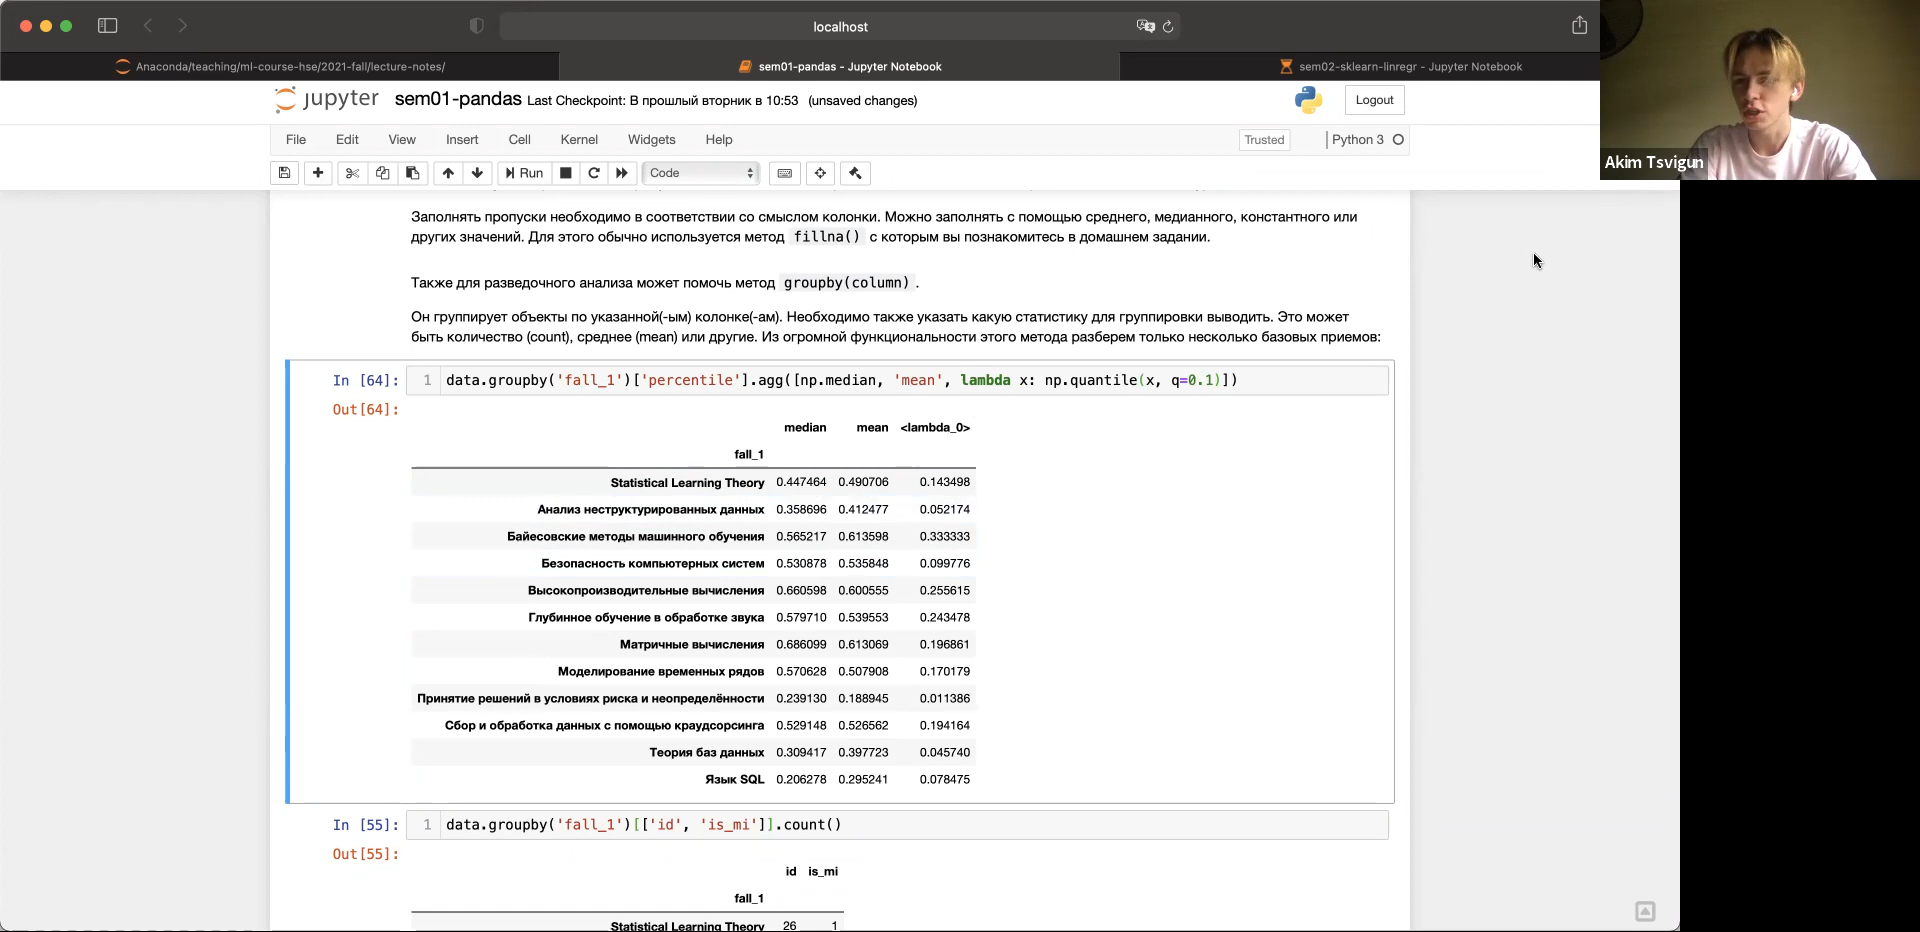 localhost
Anaconda/teaching/ml-course-hse/2021-fall/lecture-notes/
sem01-pandas - Jupyter Notebook
sem02-sklearn-linregr - Jupyter Notebook
jupyter sem01-pandas Last Checkpoint: В прошлый вторник в 10:53 (unsaved changes)
Logout
File Edit View Insert Cell Kernel Widgets Help
Trusted
Python 3
Run
Code
Akim Tsvigun
Заполнять пропуски необходимо в соответствии со смыслом колонки. Можно заполнять с помощью среднего, медианного, константного или
других значений. Для этого обычно используется метод fillna() с которым вы познакомитесь в домашнем задании.
Также для разведочного анализа может помочь метод groupby(column) .
Он группирует объекты по указанной(-ым) колонке(-ам). Необходимо также указать какую статистику для группировки выводить. Это может
быть количество (count), среднее (mean) или другие. Из огромной функциональности этого метода разберем только несколько базовых приемов:
In [64]: 1 data.groupby('fall_1')['percentile'].agg([np.median, 'mean', lambda x: np.quantile(x, q=0.1)])
Out[64]:
median mean <lambda_0>
fall_1
Statistical Learning Theory 0.447464 0.490706 0.143498
Анализ неструктурированных данных 0.358696 0.412477 0.052174
Байесовские методы машинного обучения 0.565217 0.613598 0.333333
Безопасность компьютерных систем 0.530878 0.535848 0.099776
Высокопроизводительные вычисления 0.660598 0.600555 0.255615
Глубинное обучение в обработке звука 0.579710 0.539553 0.243478
Матричные вычисления 0.686099 0.613069 0.196861
Моделирование временных рядов 0.570628 0.507908 0.170179
Принятие решений в условиях риска и неопределённости 0.239130 0.188945 0.011386
Сбор и обработка данных с помощью краудсорсинга 0.529148 0.526562 0.194164
Теория баз данных 0.309417 0.397723 0.045740
Язык SQL 0.206278 0.295241 0.078475
In [55]: 1 data.groupby('fall_1')[['id', 'is_mi']].count()
Out[55]:
id is_mi
fall_1
Statistical Learning Theory 26 1